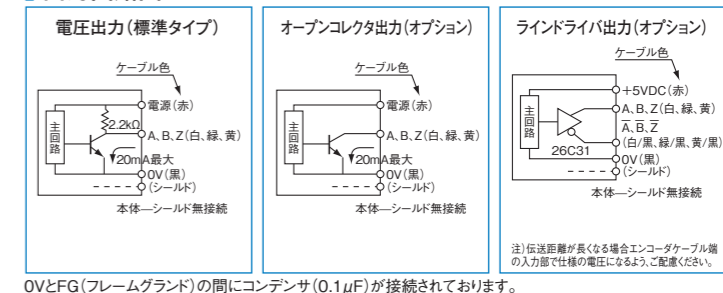 電圧出力(標準タイプ)
ケーブル色
電源(赤)
主回路
2.2kΩ
A、B、Z(白、緑、黄)
20mA最大
0V(黒)
(シールド)
本体―シールド無接続
オープンコレクタ出力(オプション)
ケーブル色
電源(赤)
主回路
A、B、Z(白、緑、黄)
20mA最大
0V(黒)
(シールド)
本体―シールド無接続
ラインドライバ出力(オプション)
ケーブル色
+5VDC(赤)
主回路
A、B、Z(白、緑、黄)
A̅、B̅、Z̅
(白/黒、緑/黒、黄/黒)
26C31
0V(黒)
(シールド)
本体―シールド無接続
注)伝送距離が長くなる場合エンコーダケーブル端
の入力部で仕様の電圧になるよう、ご配慮ください。
0VとFG(フレームグランド)の間にコンデンサ(0.1μF)が接続されております。